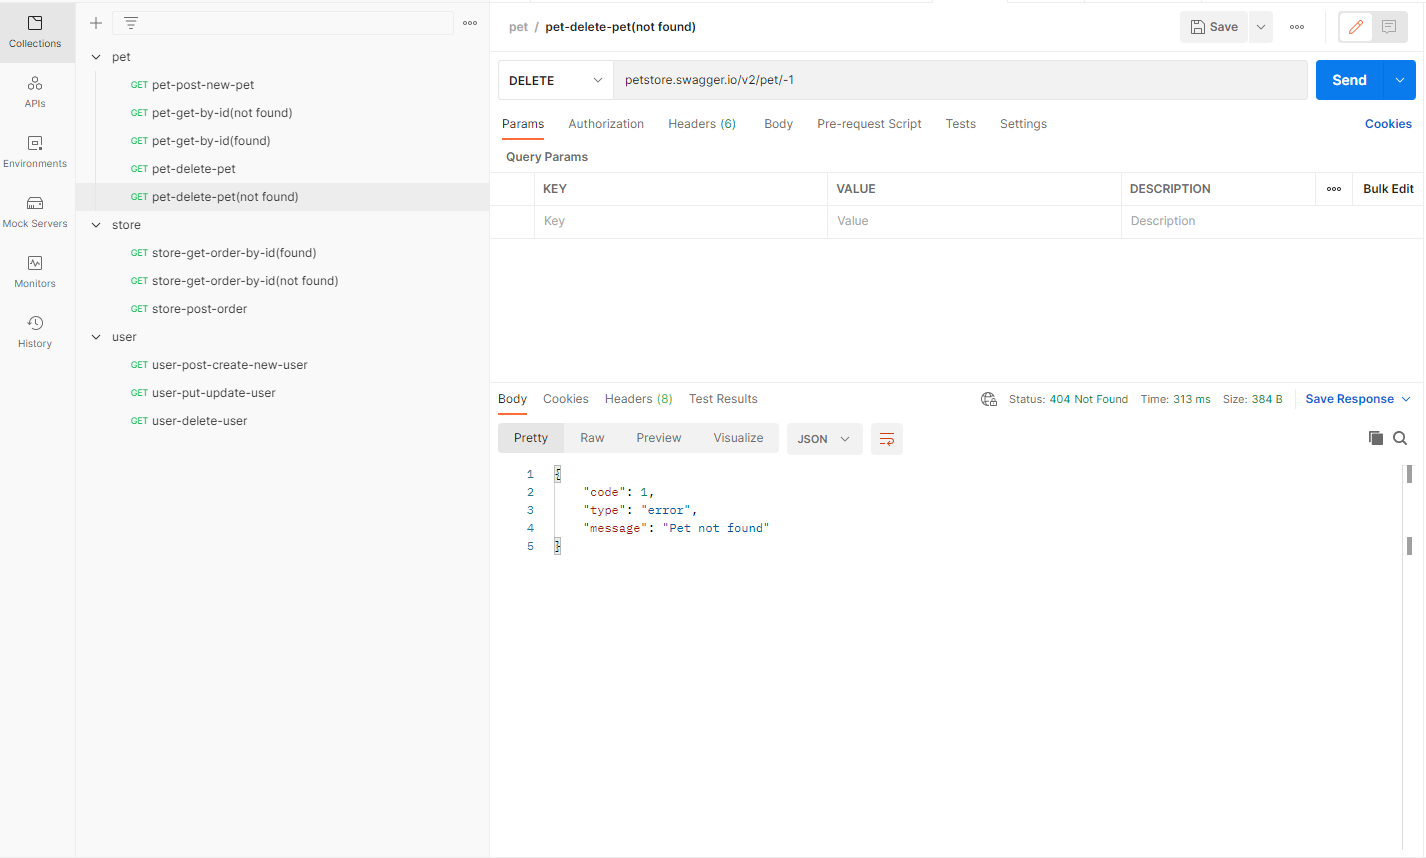 Collections
APIs
Environments
Mock Servers
Monitors
History
pet
GET pet-post-new-pet
GET pet-get-by-id(not found)
GET pet-get-by-id(found)
GET pet-delete-pet
GET pet-delete-pet(not found)
store
GET store-get-order-by-id(found)
GET store-get-order-by-id(not found)
GET store-post-order
user
GET user-post-create-new-user
GET user-put-update-user
GET user-delete-user
pet / pet-delete-pet(not found) Save
DELETE petstore.swagger.io/v2/pet/-1 Send
Params Authorization Headers (6) Body Pre-request Script Tests Settings Cookies
Query Params
KEY VALUE DESCRIPTION Bulk Edit
Key Value Description
Body Cookies Headers (8) Test Results Status: 404 Not Found Time: 313 ms Size: 384 B Save Response
Pretty Raw Preview Visualize JSON
1 {
2 "code": 1,
3 "type": "error",
4 "message": "Pet not found"
5 }